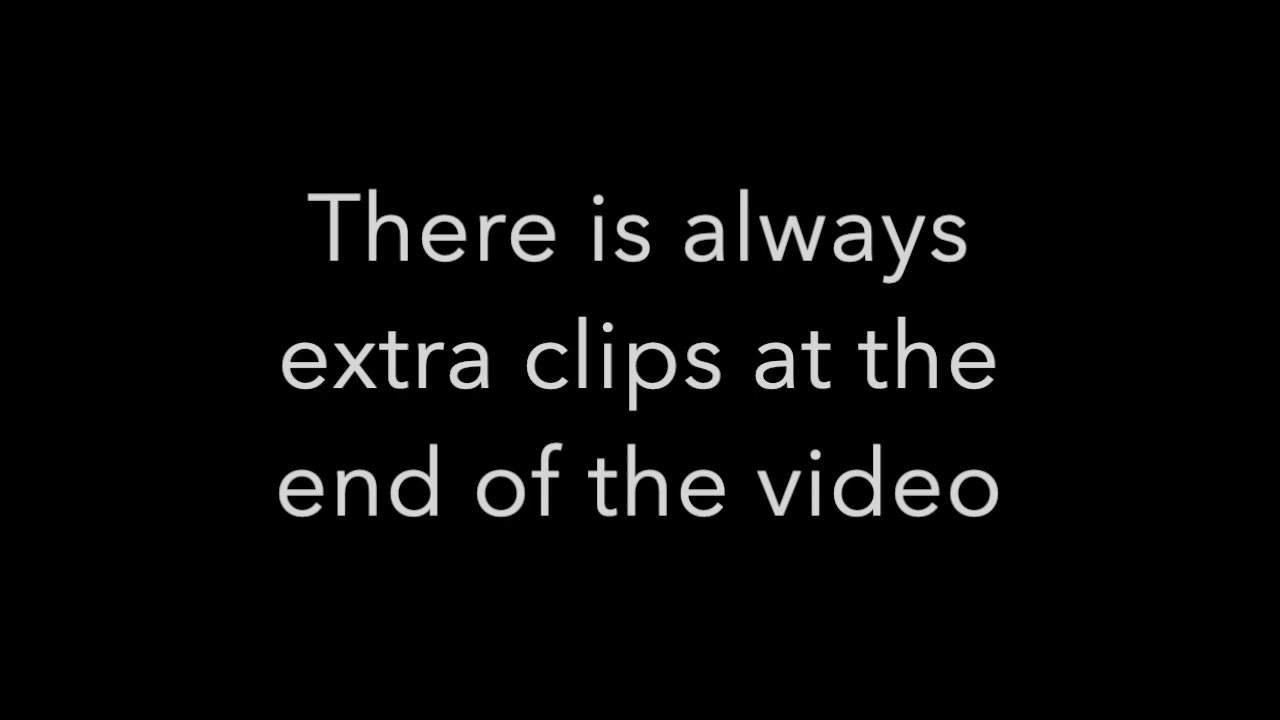 There is always
extra clips at the
end of the video